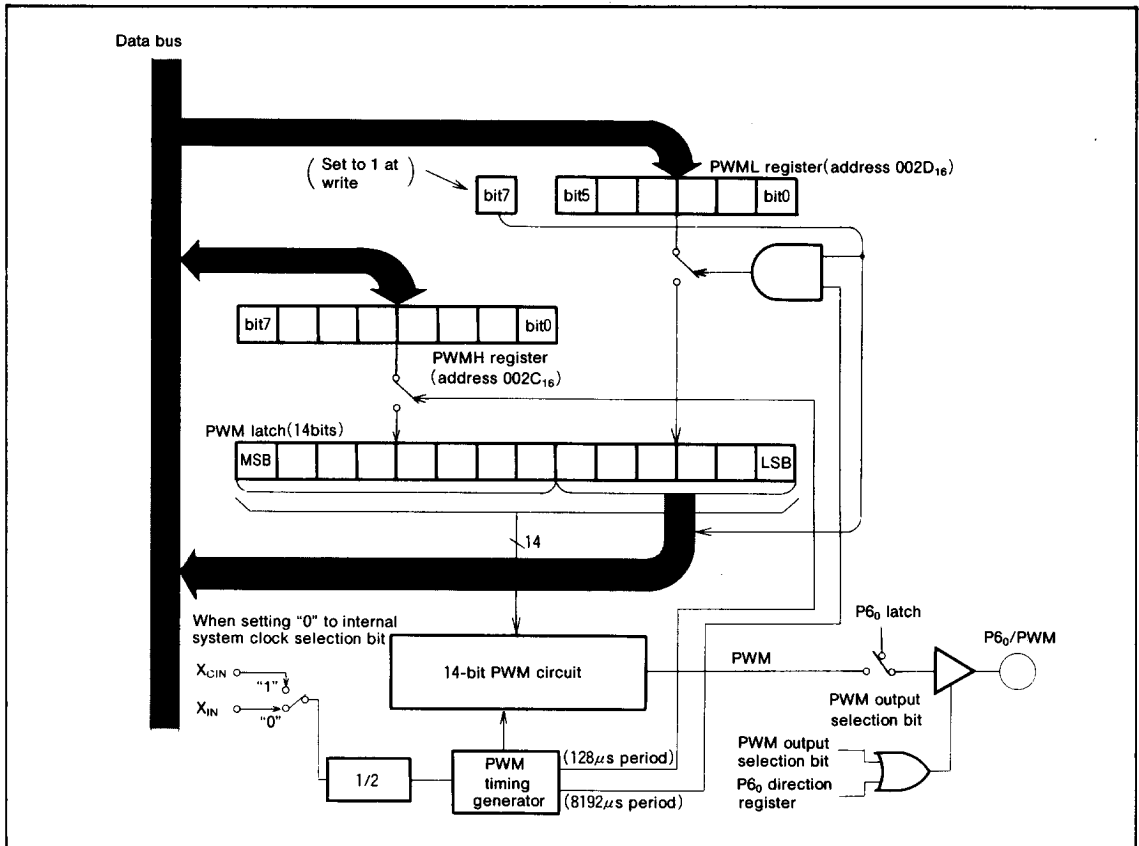 Data bus
( Set to 1 at
write )
PWML register(address 002D₁₆)
bit7
bit5
bit0
bit7
bit0
PWMH register
(address 002C₁₆)
PWM latch(14bits)
MSB
LSB
14
When setting “0” to internal
system clock selection bit
X_CIN
“1”
X_IN
“0”
14-bit PWM circuit
PWM
P6₀ latch
P6₀/PWM
PWM output
selection bit
1/2
PWM
timing
generator
(128μs period)
(8192μs period)
PWM output
selection bit
P6₀ direction
register